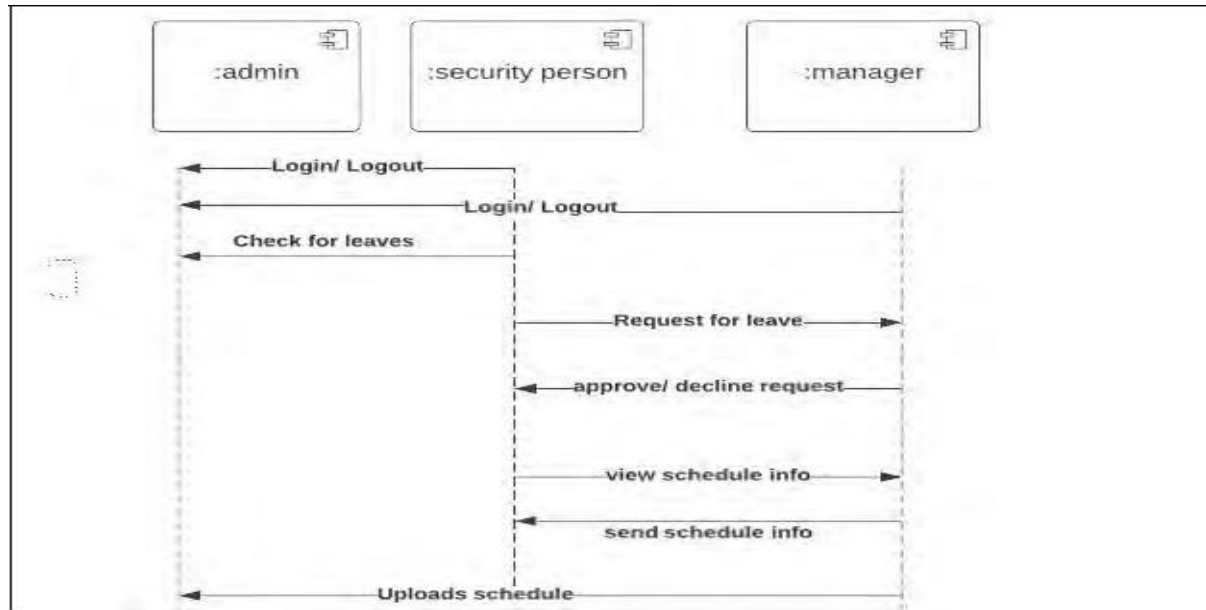 :admin
:security person
:manager
Login/ Logout
Login/ Logout
Check for leaves
Request for leave
approve/ decline request
view schedule info
send schedule info
Uploads schedule